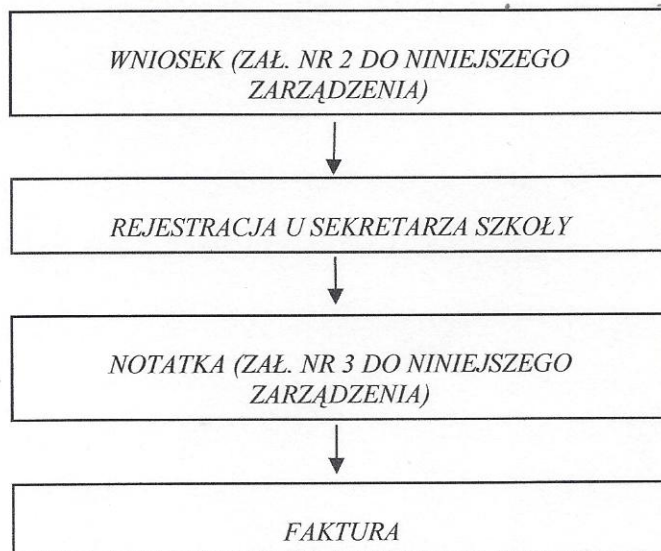 WNIOSEK (ZAŁ. NR 2 DO NINIEJSZEGO
ZARZĄDZENIA)
REJESTRACJA U SEKRETARZA SZKOŁY
NOTATKA (ZAŁ. NR 3 DO NINIEJSZEGO
ZARZĄDZENIA)
FAKTURA